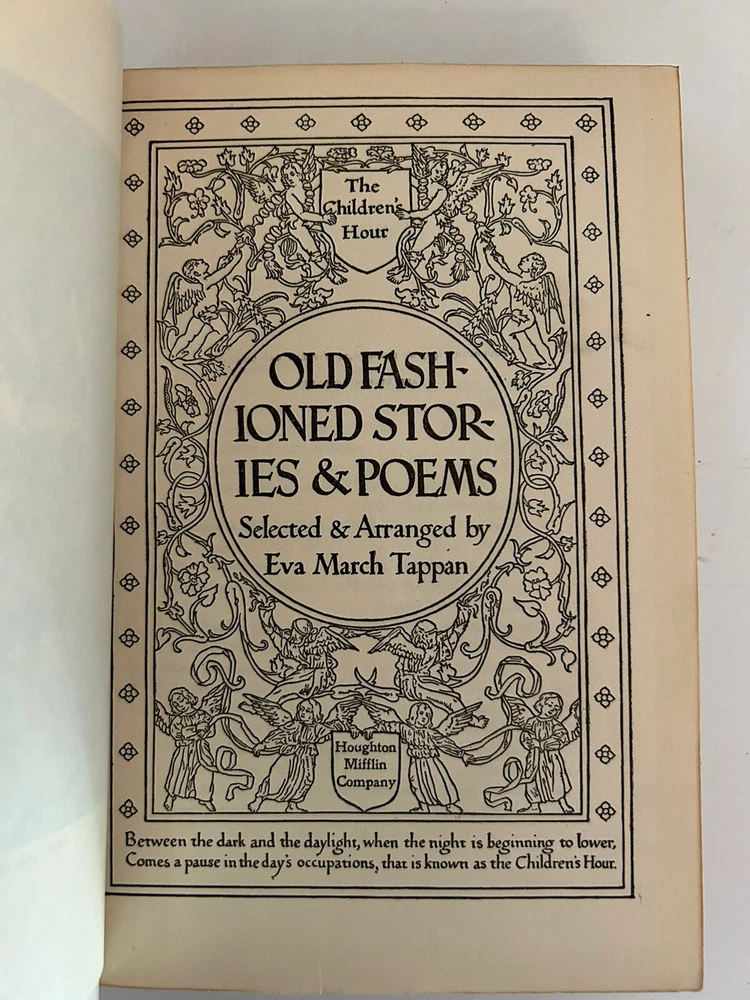 The
Children's
Hour
OLD FASH-
IONED STOR-
IES & POEMS
Selected & Arranged by
Eva March Tappan
Houghton
Mifflin
Company
Between the dark and the daylight, when the night is beginning to lower,
Comes a pause in the day's occupations, that is known as the Children's Hour.